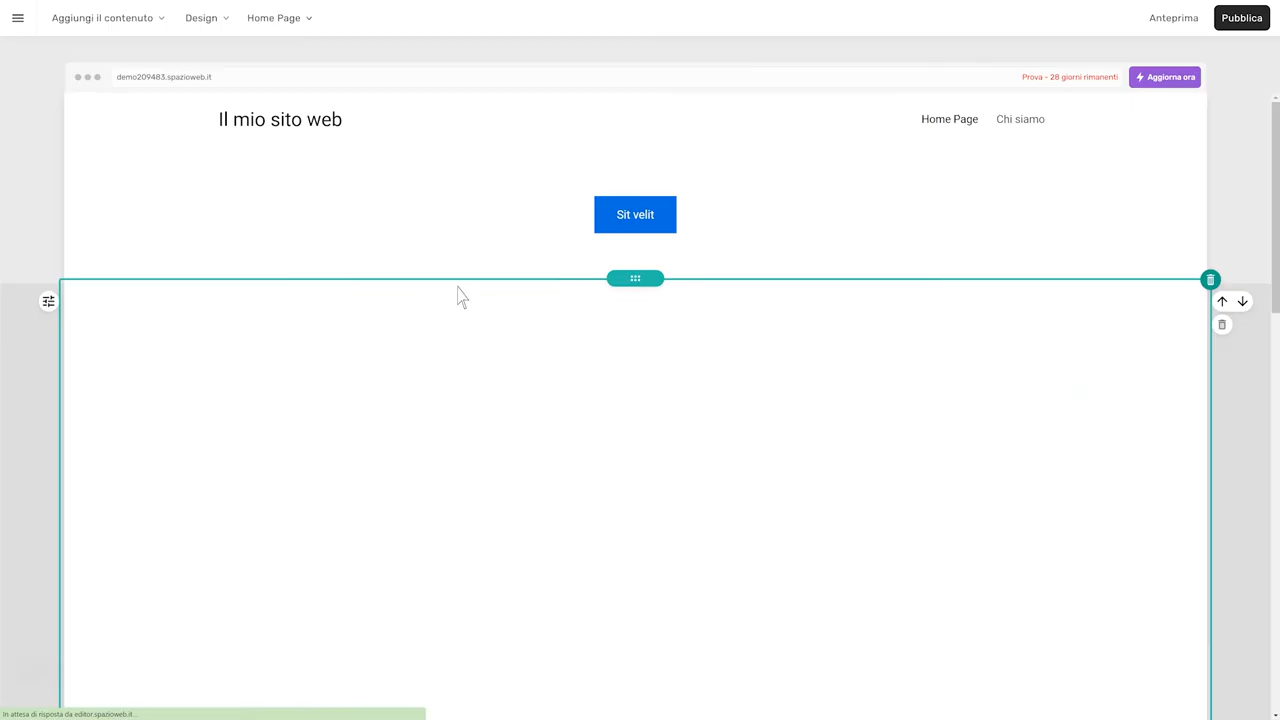 Aggiungi il contenuto
Design
Home Page
Anteprima
Pubblica
demo209483.spazioweb.it
Prova - 28 giorni rimanenti
Aggiorna ora
Il mio sito web
Home Page
Chi siamo
Sit velit
In attesa di risposta da editor.spazioweb.it...